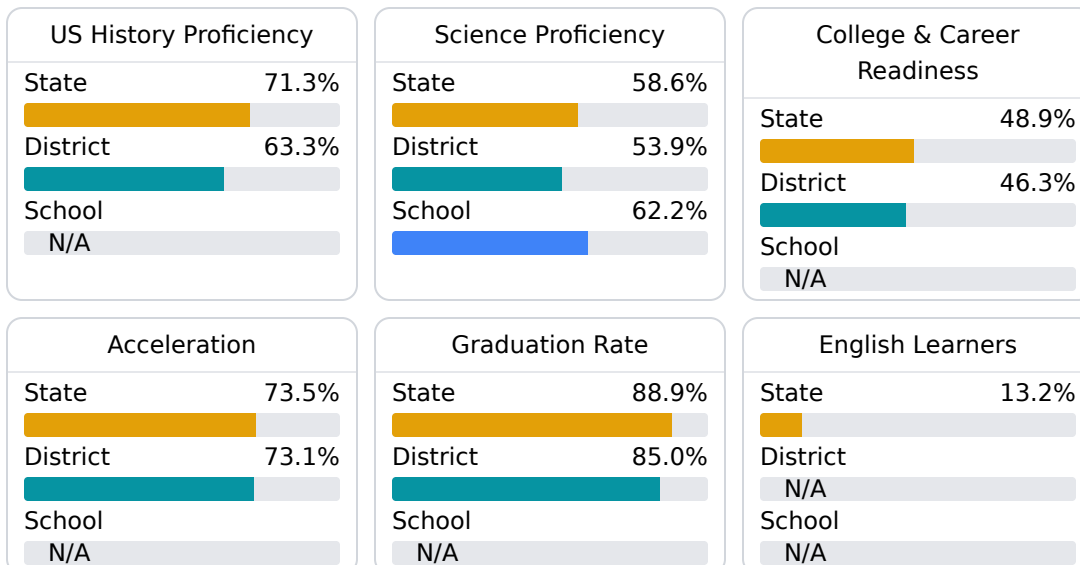 US History Proficiency
State 71.3%
District 63.3%
School
N/A
Science Proficiency
State 58.6%
District 53.9%
School 62.2%
College & Career
Readiness
State 48.9%
District 46.3%
School
N/A
Acceleration
State 73.5%
District 73.1%
School
N/A
Graduation Rate
State 88.9%
District 85.0%
School
N/A
English Learners
State 13.2%
District
N/A
School
N/A